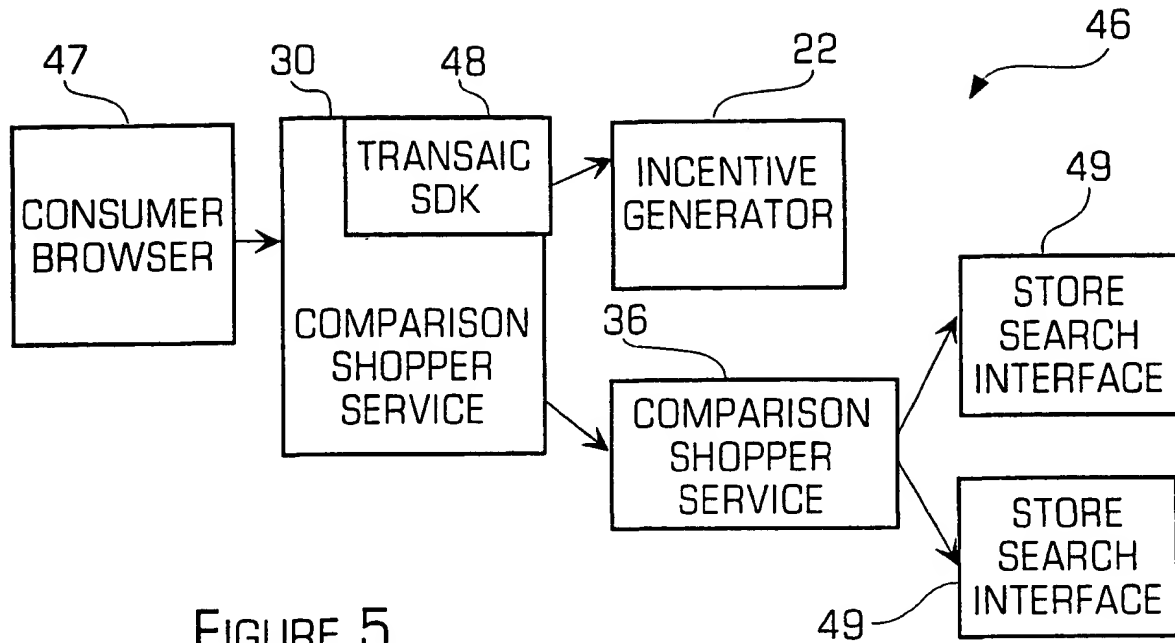 47
30
48
22
46
CONSUMER
BROWSER
TRANSAIC
SDK
COMPARISON
SHOPPER
SERVICE
INCENTIVE
GENERATOR
36
COMPARISON
SHOPPER
SERVICE
49
STORE
SEARCH
INTERFACE
STORE
SEARCH
INTERFACE
49
FIGURE 5